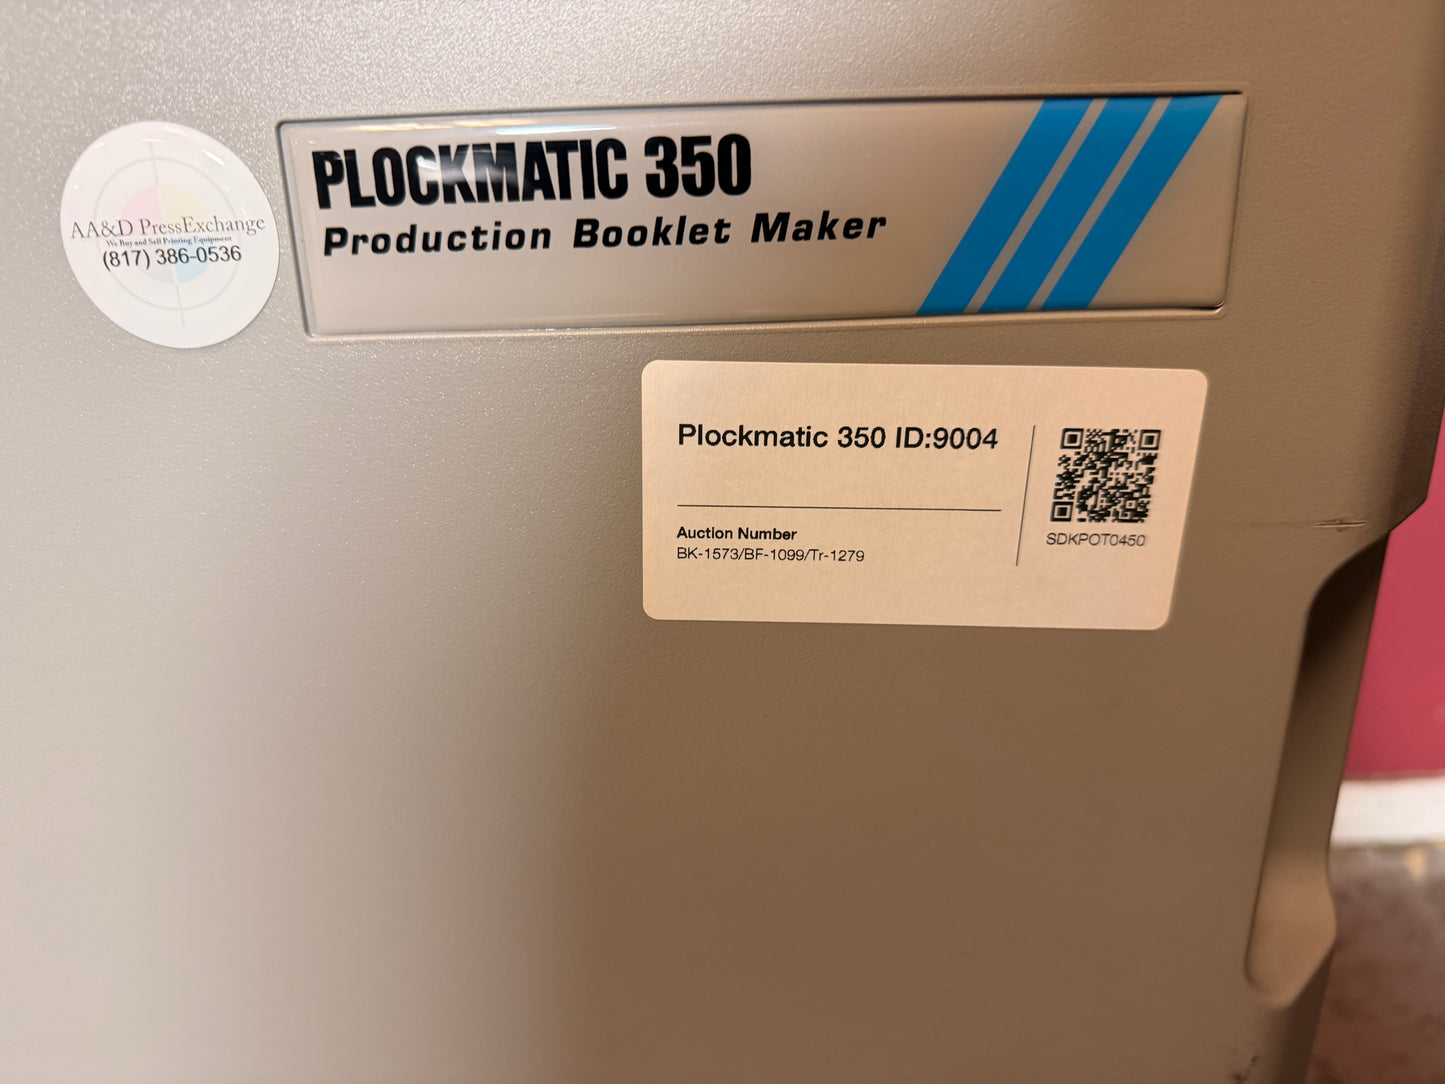 PLOCKMATIC 350
Production Booklet Maker
AA&D PressExchange
We Buy and Sell Printing Equipment
(817) 386-0536
Plockmatic 350 ID:9004
Auction Number
BK-1573/BF-1099/Tr-1279
SDKPOT0450